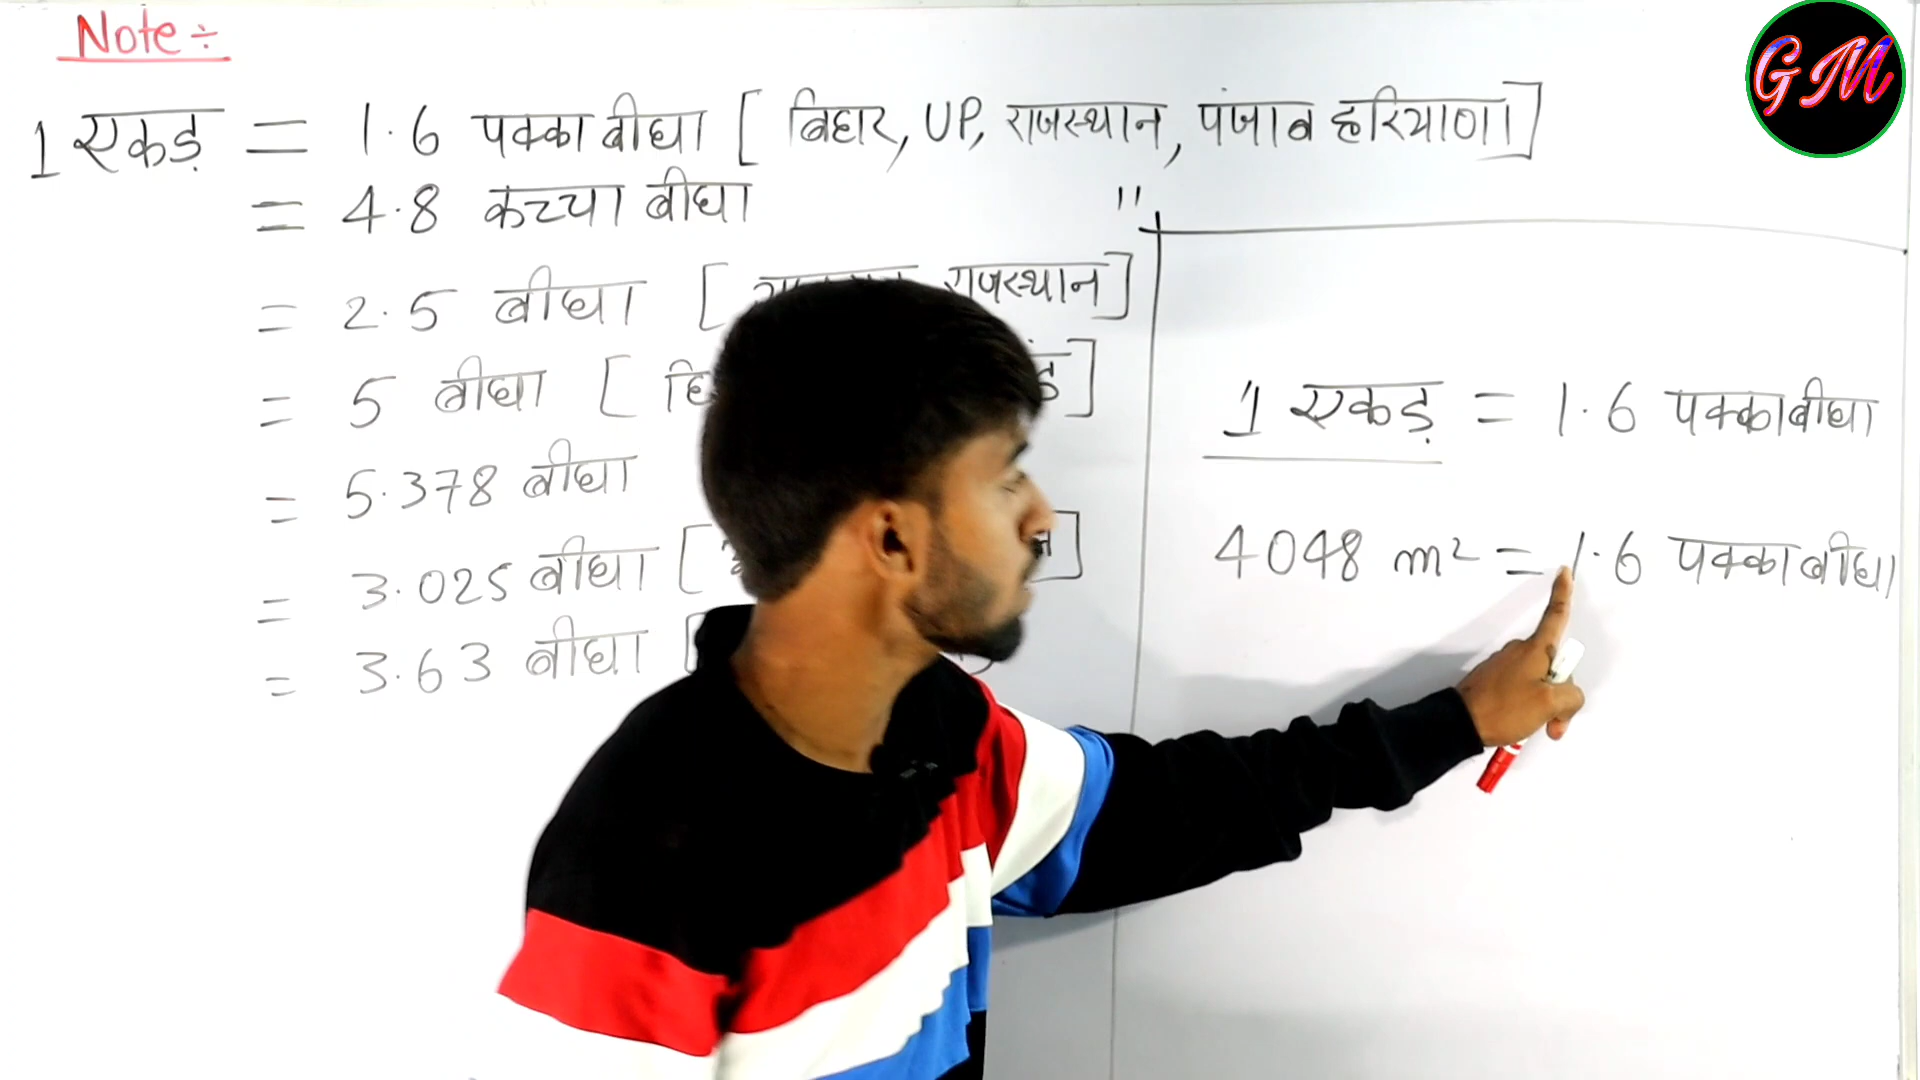 Note ÷
1 एकड़ = 1.6 पक्का बीघा [ बिहार, UP, राजस्थान, पंजाब हरियाणा ]
= 4.8 कच्चा बीघा "
= 2.5 बीघा [ राजस्थान ]
= 5 बीघा [ ]
= 5.378 बीघा
= 3.025 बीघा [ ]
= 3.63 बीघा [
1 एकड़ = 1.6 पक्का बीघा
4048 m² = 1.6 पक्का बीघा
GM